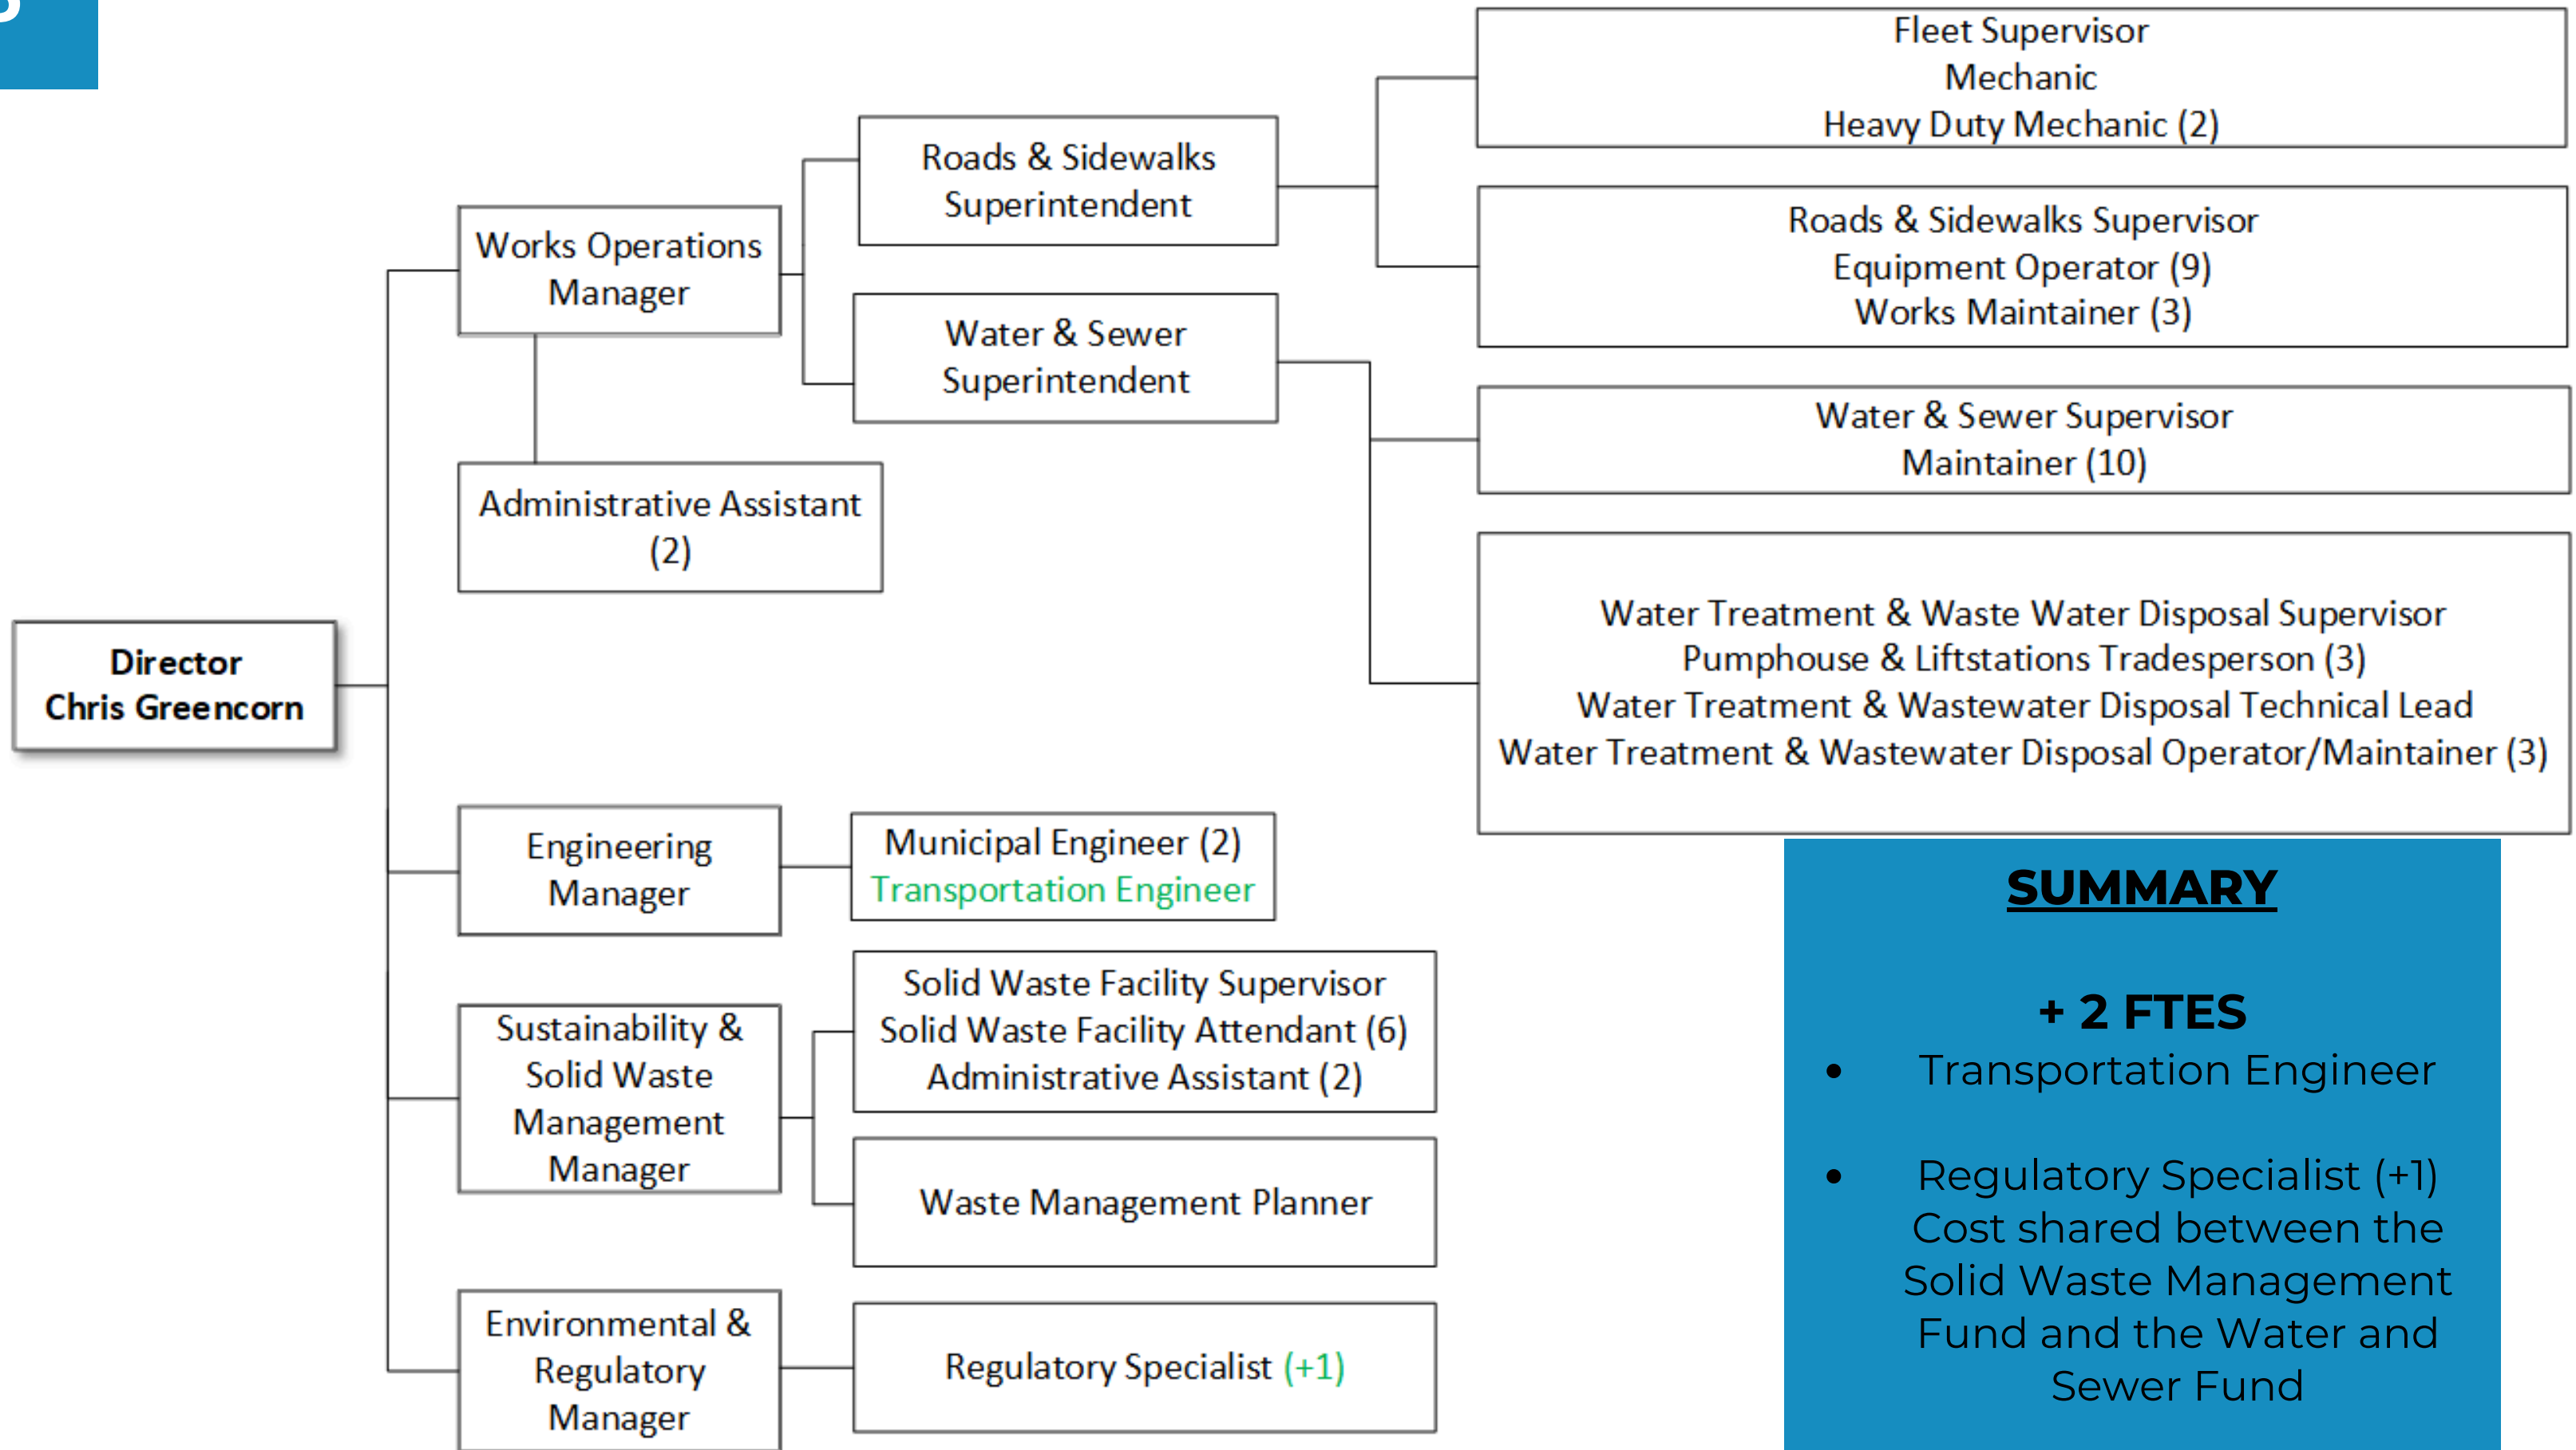 S
Fleet Supervisor
Mechanic
Heavy Duty Mechanic (2)
Roads & Sidewalks
Superintendent
Roads & Sidewalks Supervisor
Equipment Operator (9)
Works Maintainer (3)
Works Operations
Manager
Water & Sewer
Superintendent
Water & Sewer Supervisor
Maintainer (10)
Administrative Assistant
(2)
Water Treatment & Waste Water Disposal Supervisor
Pumphouse & Liftstations Tradesperson (3)
Water Treatment & Wastewater Disposal Technical Lead
Water Treatment & Wastewater Disposal Operator/Maintainer (3)
Director
Chris Greencorn
Engineering
Manager
Municipal Engineer (2)
Transportation Engineer
Sustainability &
Solid Waste
Management
Manager
Solid Waste Facility Supervisor
Solid Waste Facility Attendant (6)
Administrative Assistant (2)
Waste Management Planner
Environmental &
Regulatory
Manager
Regulatory Specialist (+1)
SUMMARY
+ 2 FTES
• Transportation Engineer
• Regulatory Specialist (+1)
Cost shared between the
Solid Waste Management
Fund and the Water and
Sewer Fund